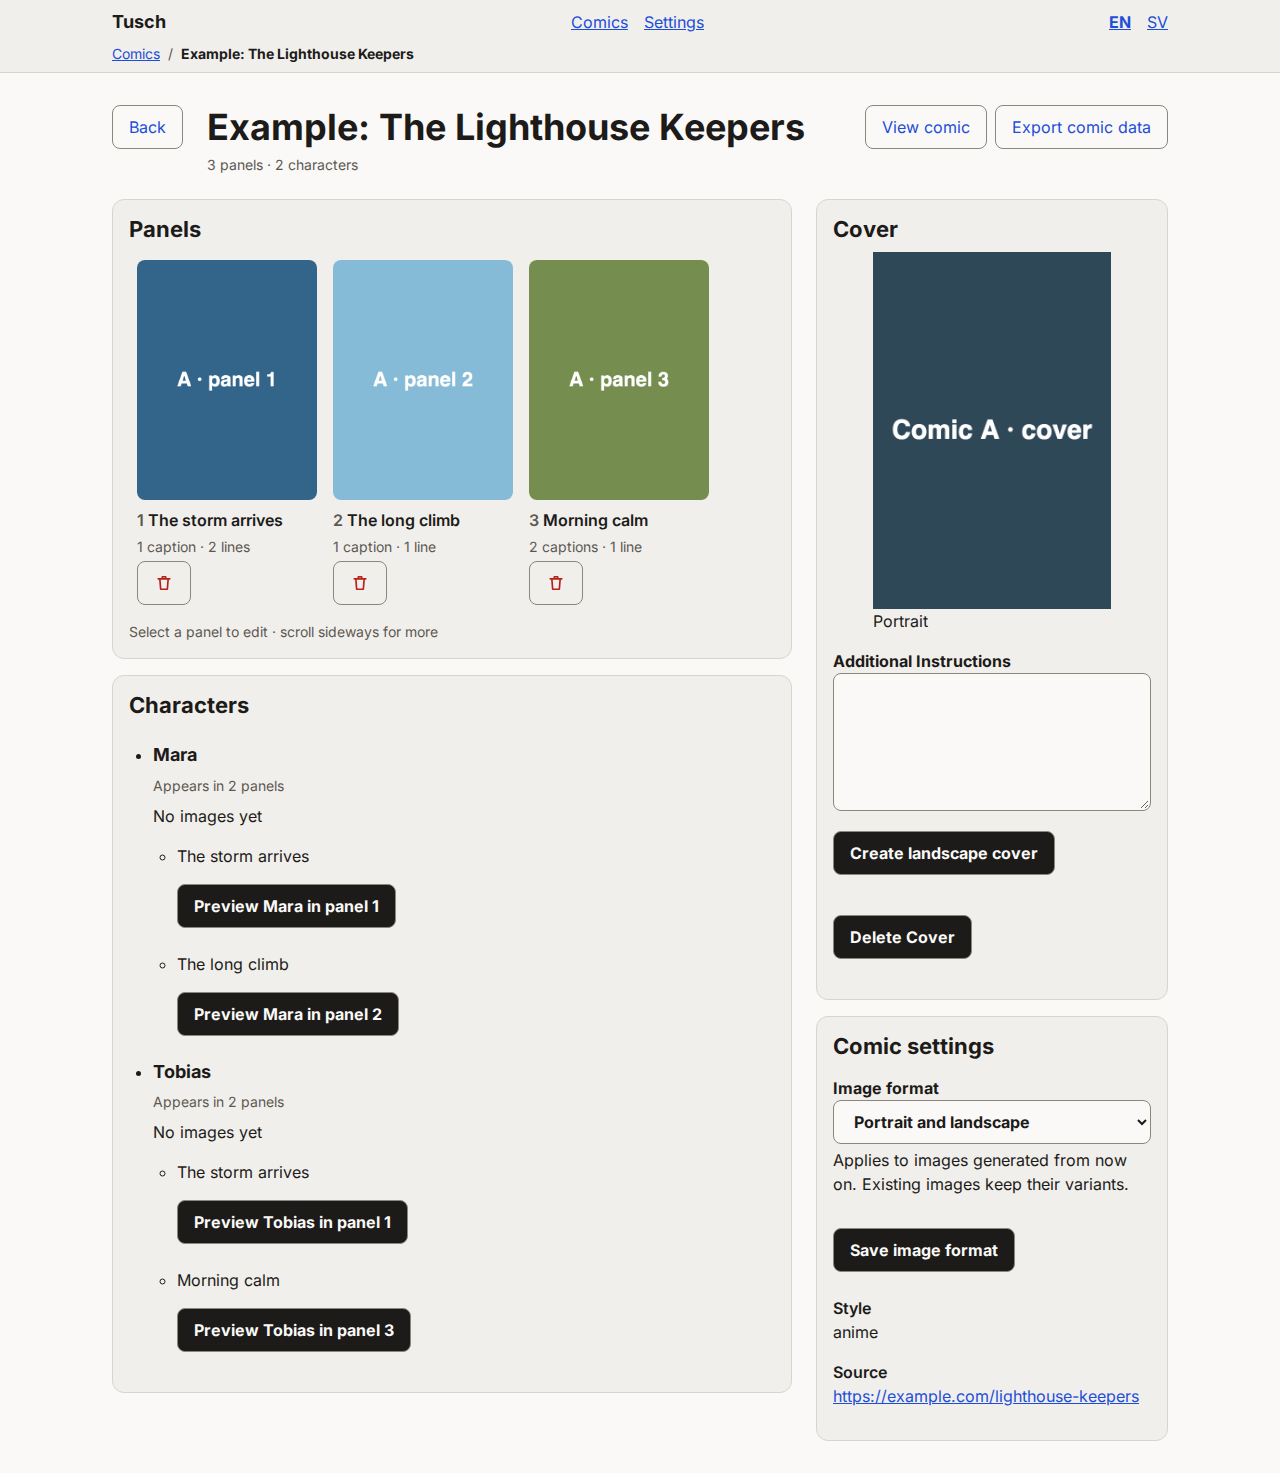 Tusch
Comics Settings
EN SV
Comics / Example: The Lighthouse Keepers
Back
Example: The Lighthouse Keepers
3 panels · 2 characters
View comic
Export comic data
Panels
A · panel 1
A · panel 2
A · panel 3
1 The storm arrives
1 caption · 2 lines
2 The long climb
1 caption · 1 line
3 Morning calm
2 captions · 1 line
Select a panel to edit · scroll sideways for more
Characters
Mara
Appears in 2 panels
No images yet
The storm arrives
Preview Mara in panel 1
The long climb
Preview Mara in panel 2
Tobias
Appears in 2 panels
No images yet
The storm arrives
Preview Tobias in panel 1
Morning calm
Preview Tobias in panel 3
Cover
Comic A · cover
Portrait
Additional Instructions
Create landscape cover
Delete Cover
Comic settings
Image format
Portrait and landscape
Applies to images generated from now
on. Existing images keep their variants.
Save image format
Style
anime
Source
https://example.com/lighthouse-keepers